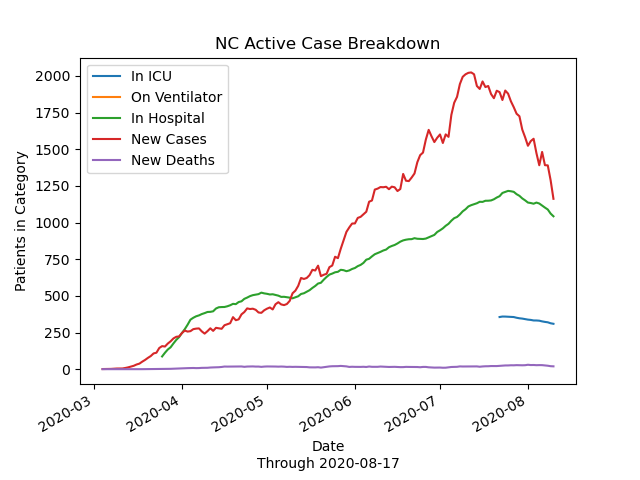 NC Active Case Breakdown
In ICU
On Ventilator
In Hospital
New Cases
New Deaths
Patients in Category
2000
1750
1500
1250
1000
750
500
250
0
2020-03
2020-04
2020-05
2020-06
2020-07
2020-08
Date
Through 2020-08-17